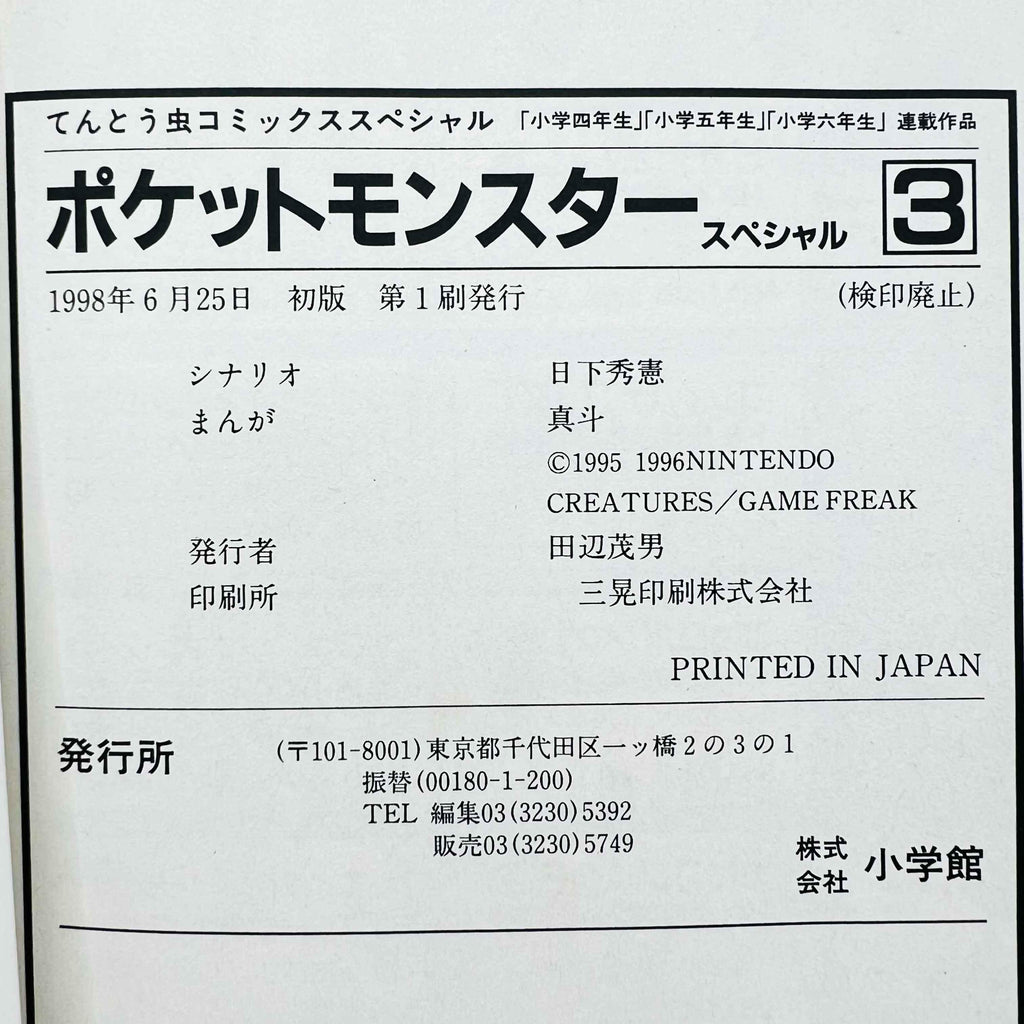 てんとう虫コミックススペシャル 「小学四年生」「小学五年生」「小学六年生」連載作品
ポケットモンスター スペシャル 3
1998年6月25日 初版 第1刷発行 (検印廃止)
シナリオ 日下秀憲
まんが 真斗
©1995 1996NINTENDO
CREATURES／GAME FREAK
発行者 田辺茂男
印刷所 三晃印刷株式会社
PRINTED IN JAPAN
発行所 (〒101-8001)東京都千代田区一ッ橋2の3の1
振替(00180-1-200)
TEL 編集03(3230)5392
販売03(3230)5749
株式会社 小学館